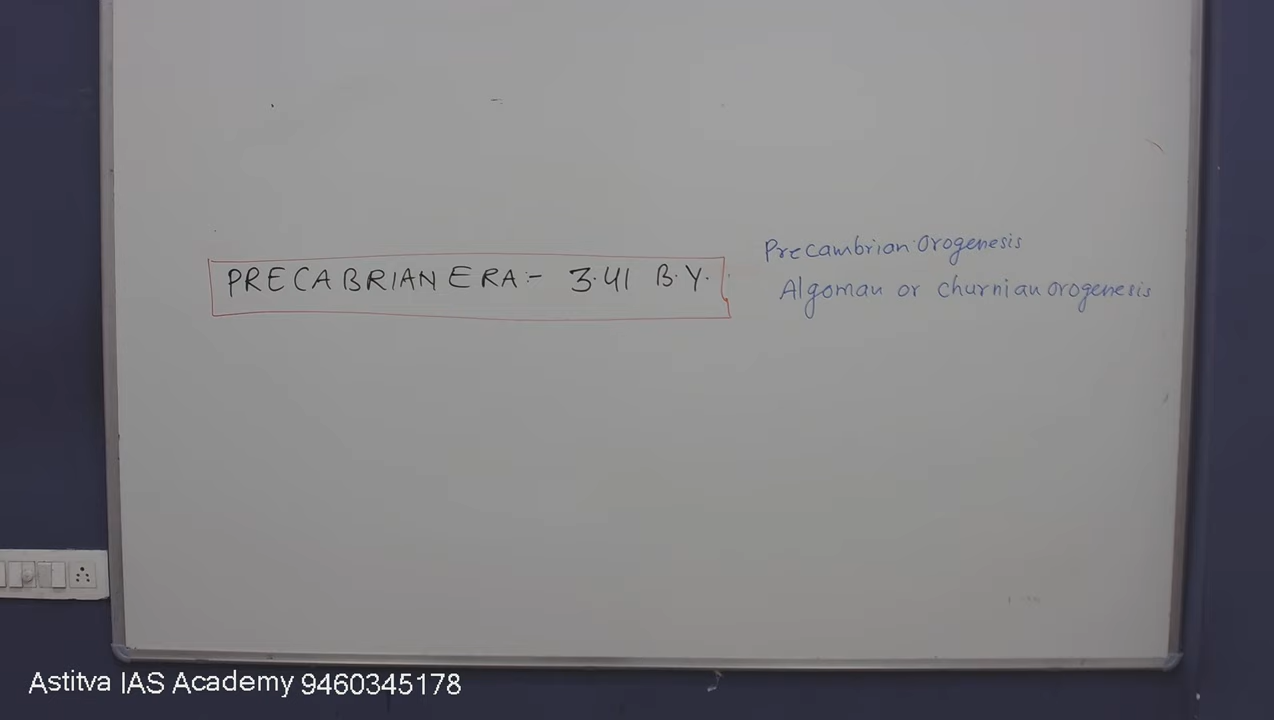 PRECABRIAN ERA:- 3.41 B.Y.
Precambrian Orogenesis
Algoman or churnian orogenesis
Astitva IAS Academy 9460345178